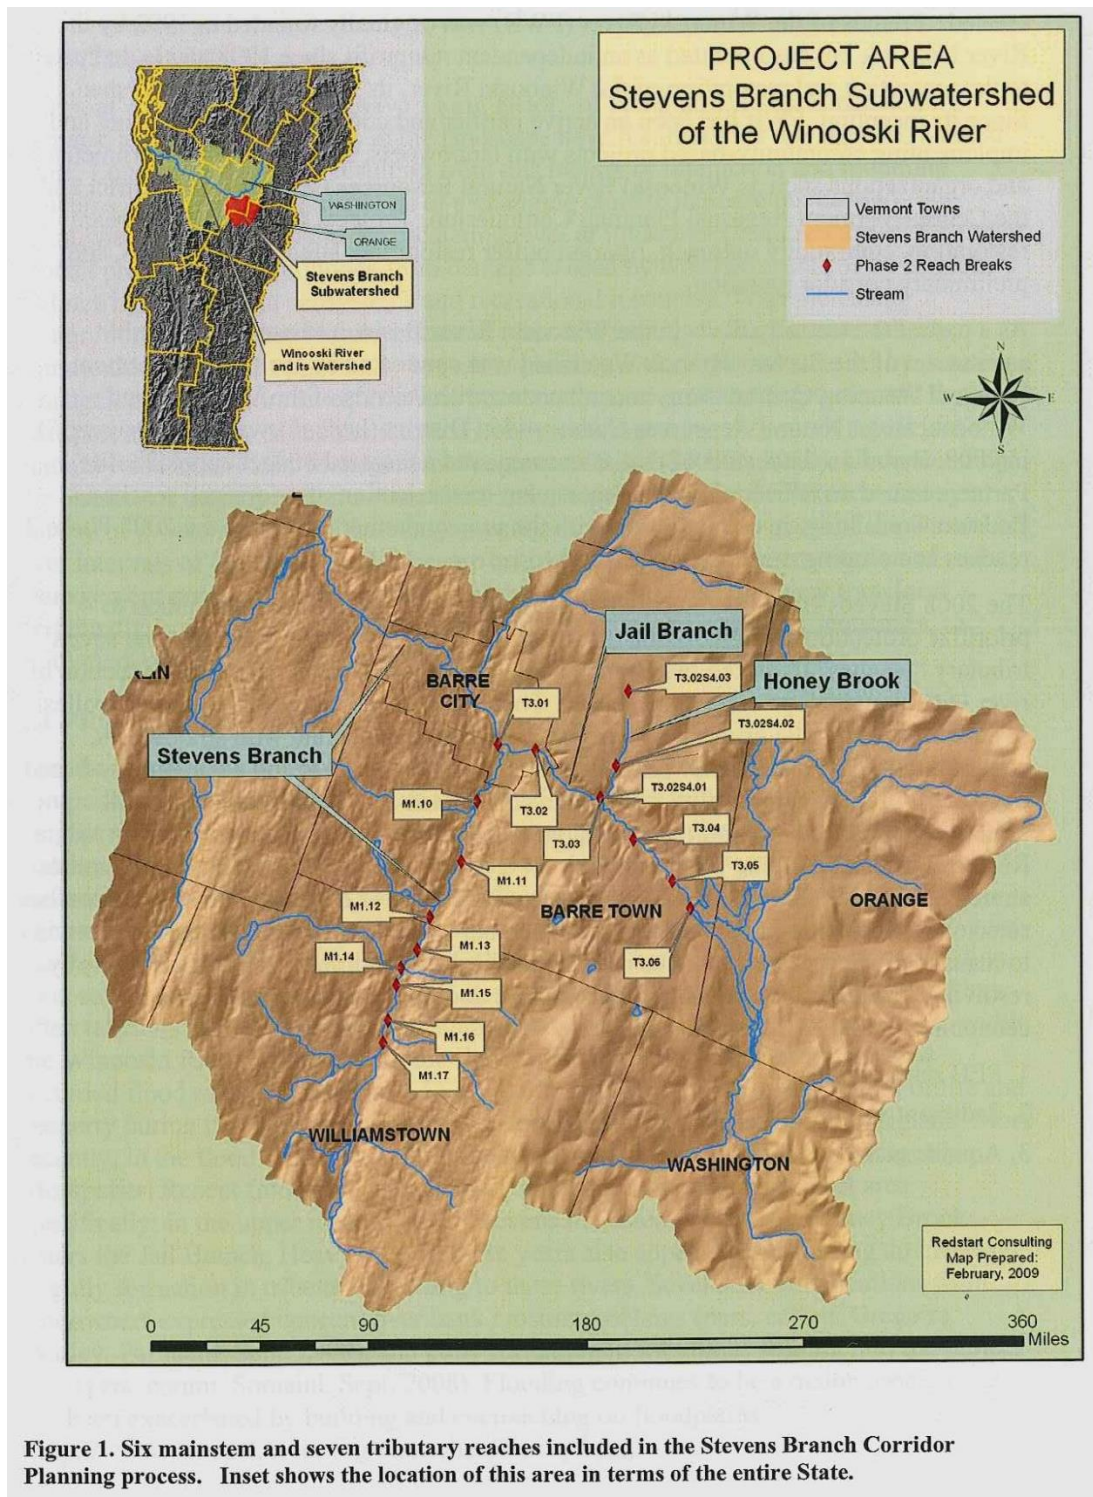 PROJECT AREA
Stevens Branch Subwatershed
of the Winooski River
WASHINGTON
ORANGE
Stevens Branch
Subwatershed
Winooski River
and Its Watershed
Vermont Towns
Stevens Branch Watershed
Phase 2 Reach Breaks
Stream
N
W
E
S
Jail Branch
Honey Brook
Stevens Branch
BARRE
CITY
T3.02S4.03
T3.01
T3.02S4.02
T3.02S4.01
M1.10
T3.02
T3.03
T3.04
T3.05
M1.11
M1.12
BARRE TOWN
ORANGE
M1.13
M1.14
T3.06
M1.15
M1.16
M1.17
WILLIAMSTOWN
WASHINGTON
Redstart Consulting
Map Prepared:
February, 2009
0 45 90 180 270 360
Miles
Figure 1. Six mainstem and seven tributary reaches included in the Stevens Branch Corridor
Planning process. Inset shows the location of this area in terms of the entire State.